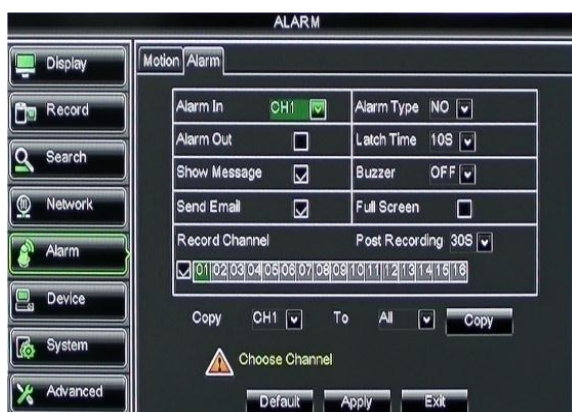 ALARM
Display
Record
Search
Network
Alarm
Device
System
Advanced
Motion Alarm
Alarm In CH1 Alarm Type NO
Alarm Out Latch Time 10S
Show Message Buzzer OFF
Send Email Full Screen
Record Channel Post Recording 30S
01 02 03 04 05 06 07 08 09 10 11 12 13 14 15 16
Copy CH1 To All Copy
Choose Channel
Default Apply Exit